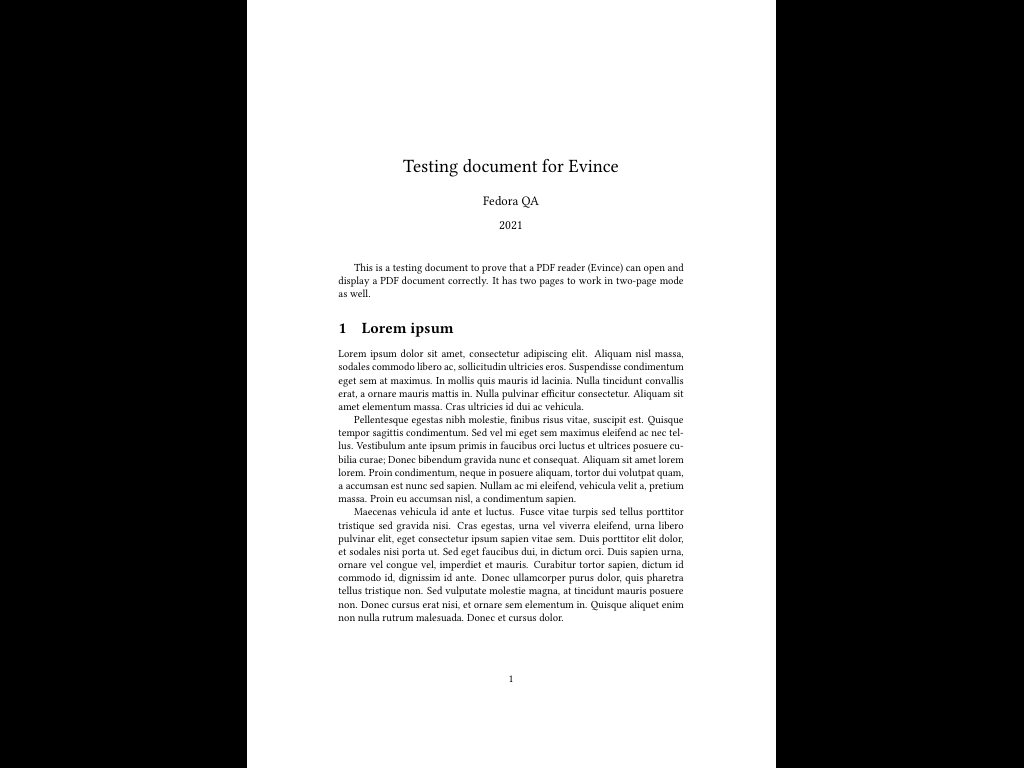 Testing document for Evince
Fedora QA
2021
This is a testing document to prove that a PDF reader (Evince) can open and
display a PDF document correctly. It has two pages to work in two-page mode
as well.
1 Lorem ipsum
Lorem ipsum dolor sit amet, consectetur adipiscing elit. Aliquam nisl massa,
sodales commodo libero ac, sollicitudin ultricies eros. Suspendisse condimentum
eget sem at maximus. In mollis quis mauris id lacinia. Nulla tincidunt convallis
erat, a ornare mauris mattis in. Nulla pulvinar efficitur consectetur. Aliquam sit
amet elementum massa. Cras ultricies id dui ac vehicula.
Pellentesque egestas nibh molestie, finibus risus vitae, suscipit est. Quisque
tempor sagittis condimentum. Sed vel mi eget sem maximus eleifend ac nec tel-
lus. Vestibulum ante ipsum primis in faucibus orci luctus et ultrices posuere cu-
bilia curae; Donec bibendum gravida nunc et consequat. Aliquam sit amet lorem
lorem. Proin condimentum, neque in posuere aliquam, tortor dui volutpat quam,
a accumsan est nunc sed sapien. Nullam ac mi eleifend, vehicula velit a, pretium
massa. Proin eu accumsan nisl, a condimentum sapien.
Maecenas vehicula id ante et luctus. Fusce vitae turpis sed tellus porttitor
tristique sed gravida nisi. Cras egestas, urna vel viverra eleifend, urna libero
pulvinar elit, eget consectetur ipsum sapien vitae sem. Duis porttitor elit dolor,
et sodales nisi porta ut. Sed eget faucibus dui, in dictum orci. Duis sapien urna,
ornare vel congue vel, imperdiet et mauris. Curabitur tortor sapien, dictum id
commodo id, dignissim id ante. Donec ullamcorper purus dolor, quis pharetra
tellus tristique non. Sed vulputate molestie magna, at tincidunt mauris posuere
non. Donec cursus erat nisi, et ornare sem elementum in. Quisque aliquet enim
non nulla rutrum malesuada. Donec et cursus dolor.
1